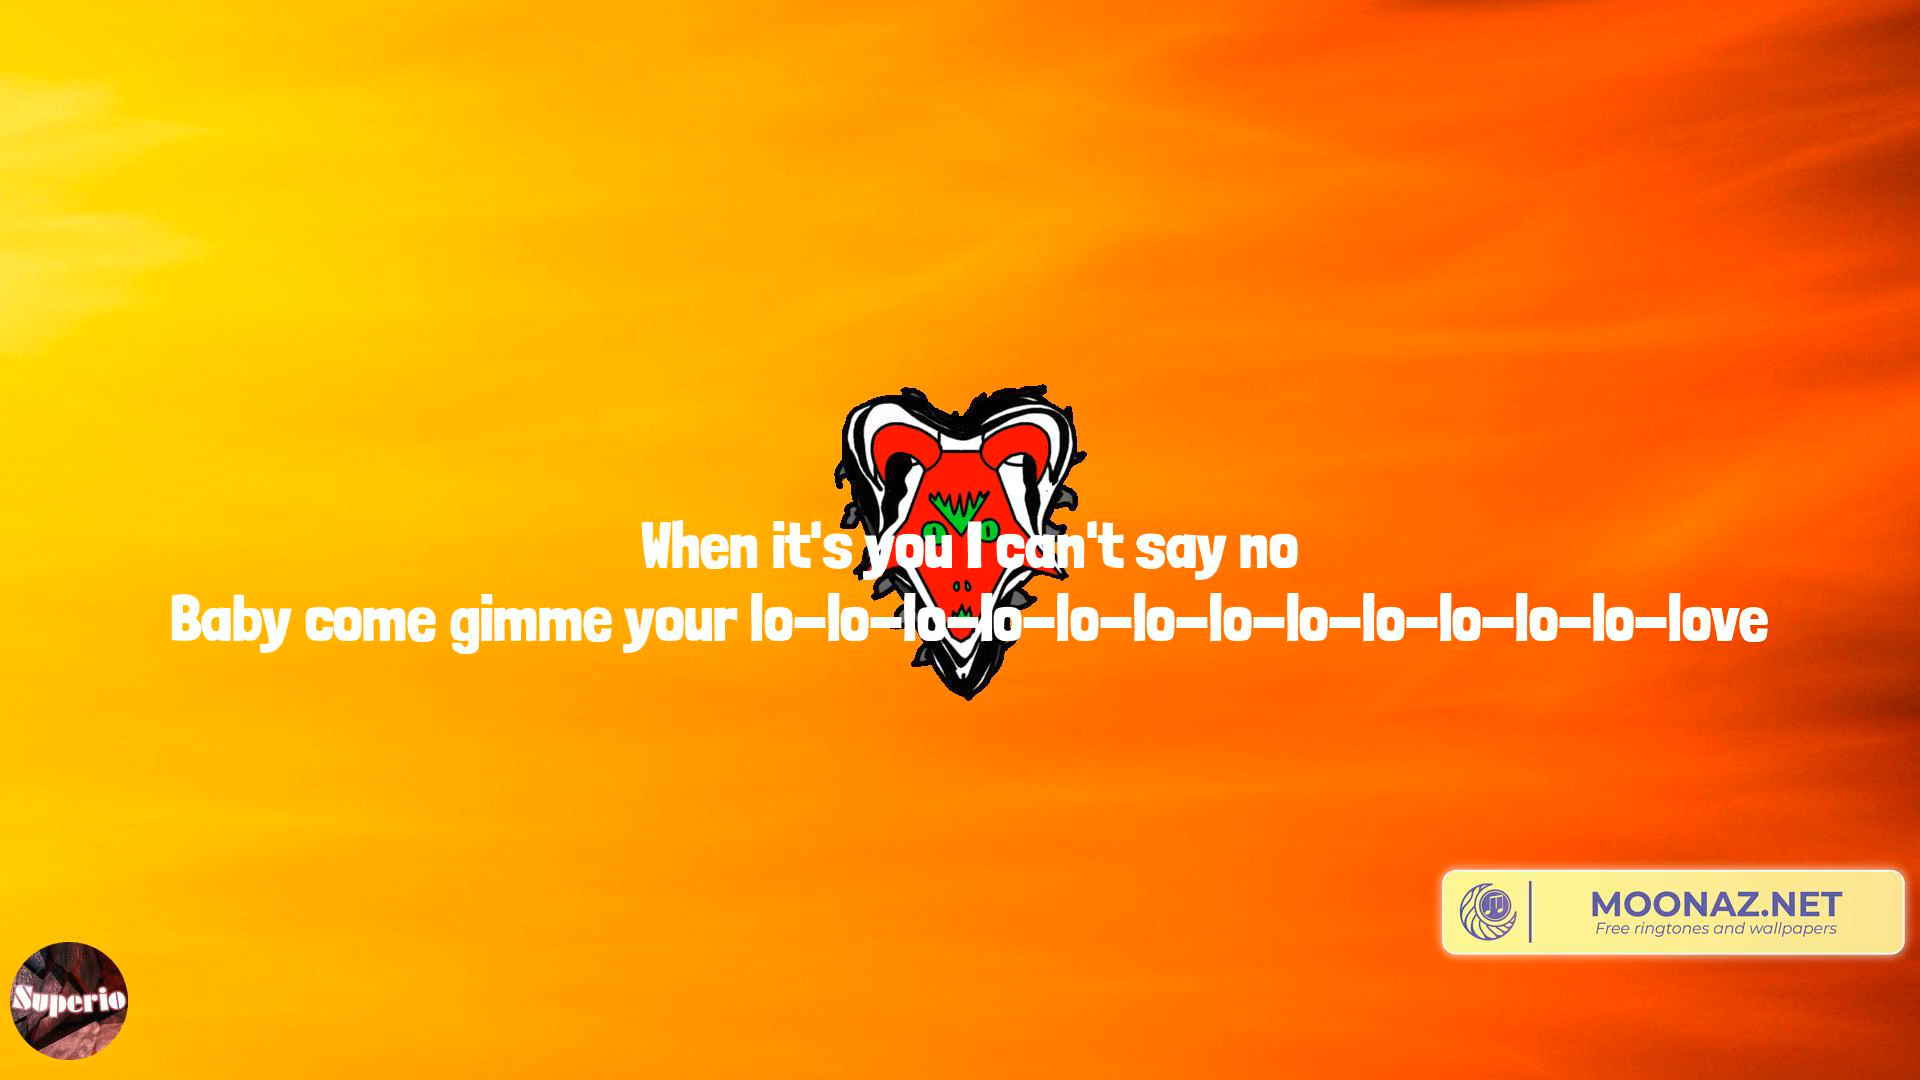 When it's you I can't say no
Baby come gimme your lo-lo-lo-lo-lo-lo-lo-lo-lo-lo-lo-lo-love
MOONAZ.NET
Free ringtones and wallpapers
Superio